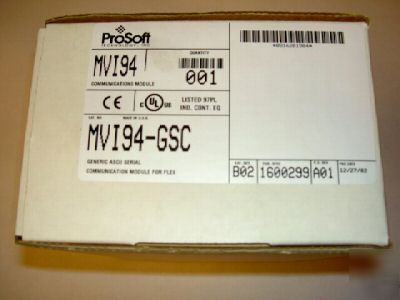 ProSoft
TECHNOLOGY, INC.
QUANTITY
MVI94
001
COMMUNICATIONS MODULE
CE
UL
LISTED 97PL
IND. CONT. EQ
CAT. NO.
MADE IN U.S.A.
MVI94-GSC
GENERIC ASCII SERIAL
COMMUNICATION MODULE FOR FLEX
B02
1600299
A01
12/27/02